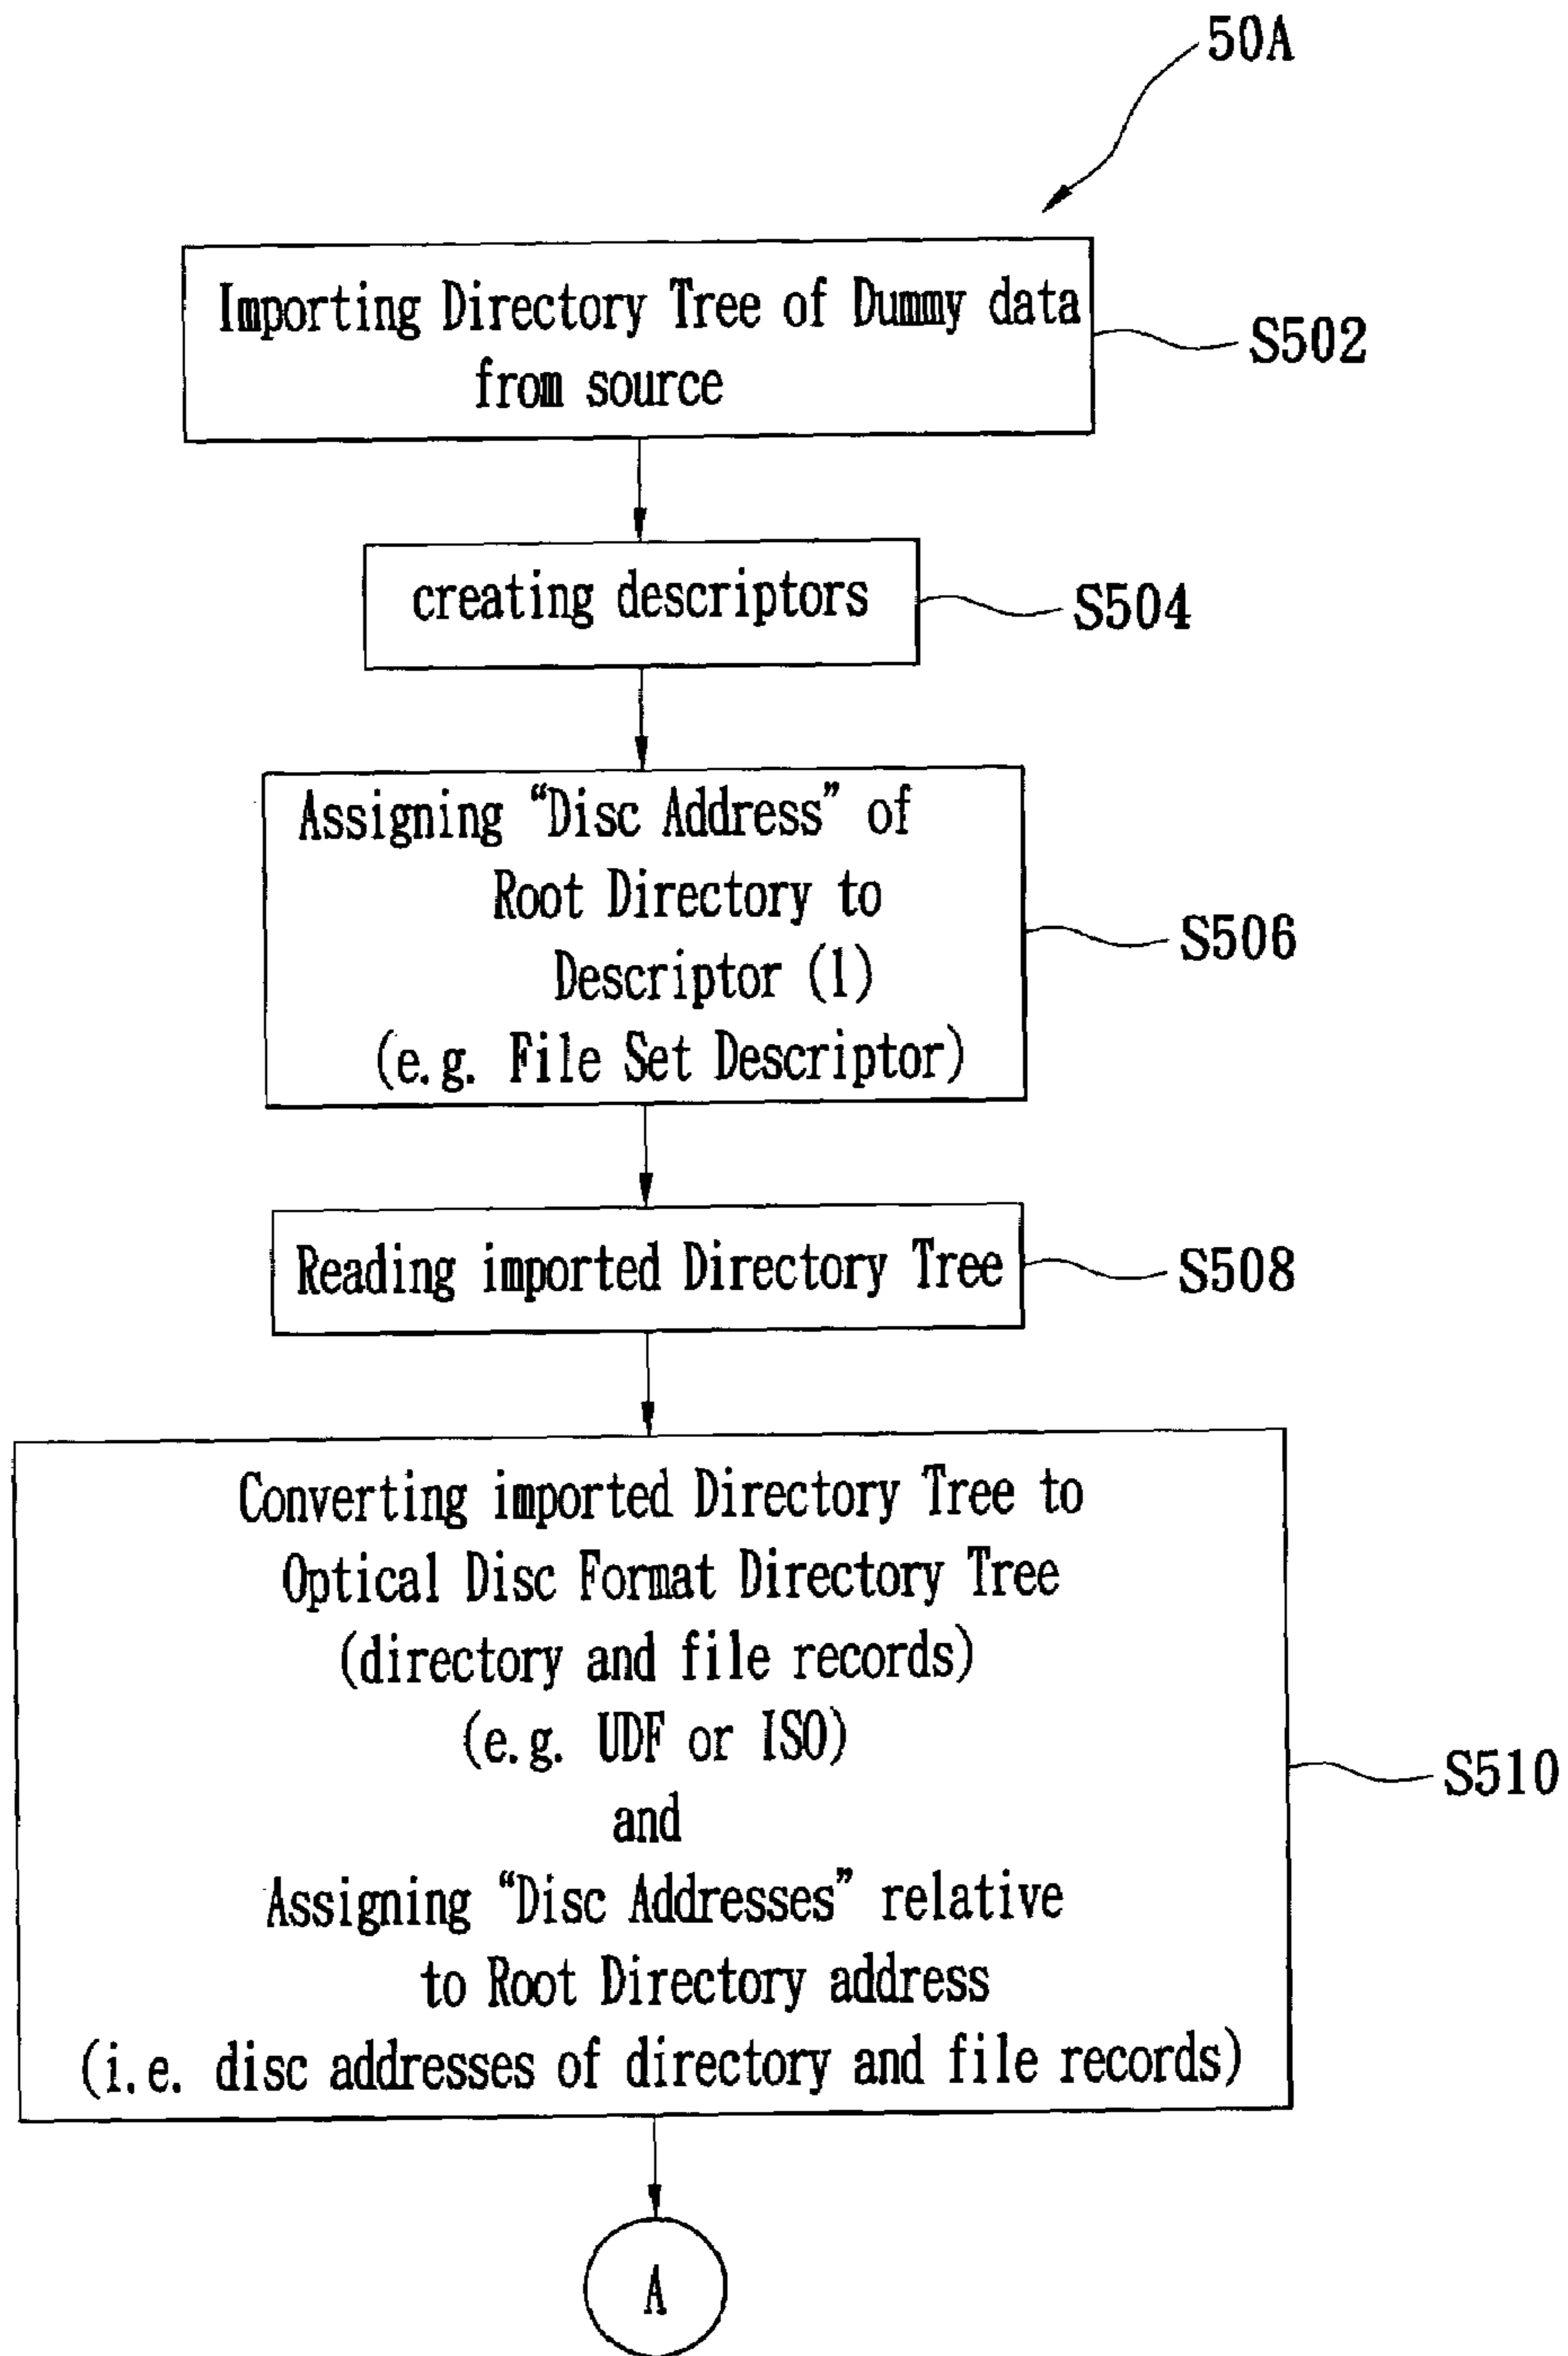 50A
Importing Directory Tree of Dummy data
from source
S502
creating descriptors
S504
Assigning “Disc Address” of
Root Directory to
Descriptor (1)
(e.g. File Set Descriptor)
S506
Reading imported Directory Tree
S508
Converting imported Directory Tree to
Optical Disc Format Directory Tree
(directory and file records)
(e.g. UDF or ISO)
and
Assigning “Disc Addresses” relative
to Root Directory address
(i.e. disc addresses of directory and file records)
S510
A